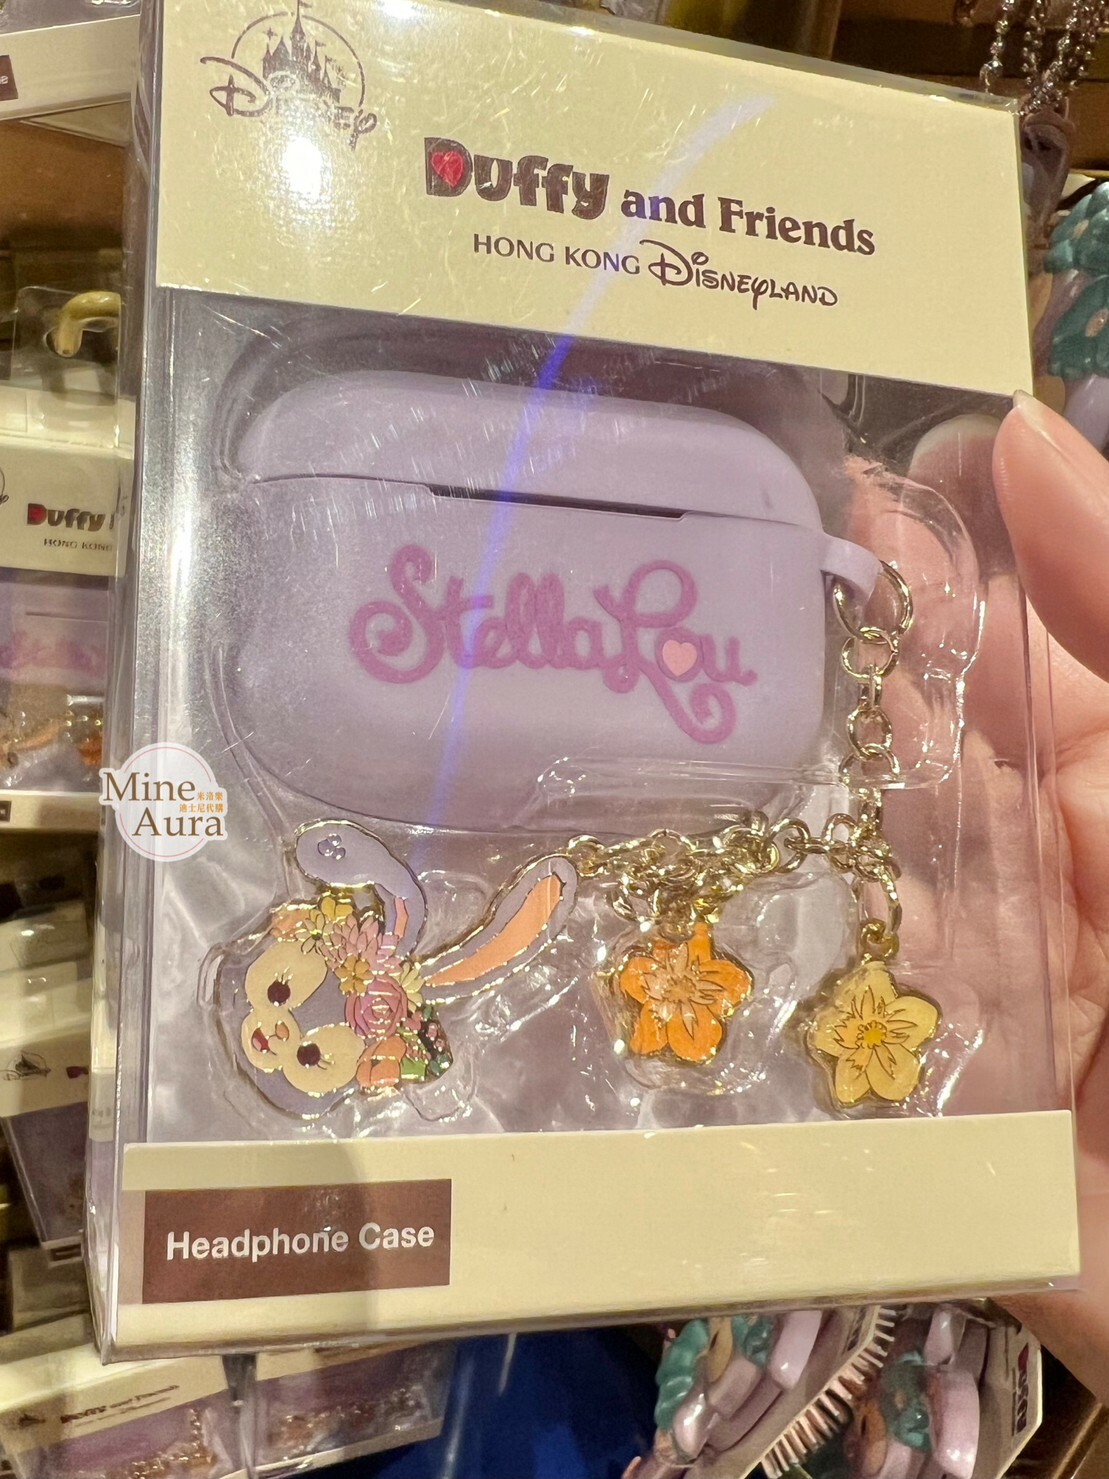 Disney
Duffy and Friends
HONG KONG Disneyland
Duffy
HONG KONG
StellaLou
Mine
米港樂
迪士尼代購
Aura
Headphone Case